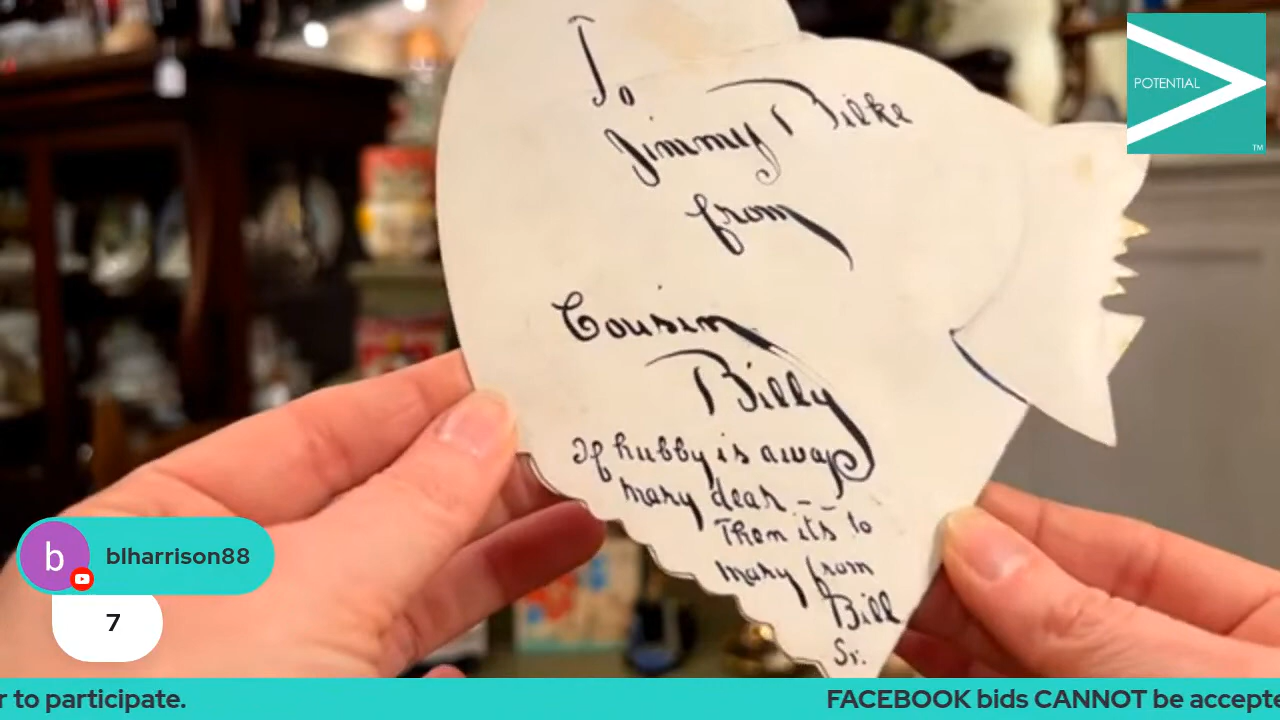 To
Jimmy Bilke
from
Cousin
Billy
If hubby is away
mary dear - -
Then it's to
mary from
Bill
Sr.
POTENTIAL
TM
b
blharrison88
7
r to participate.
FACEBOOK bids CANNOT be accepte